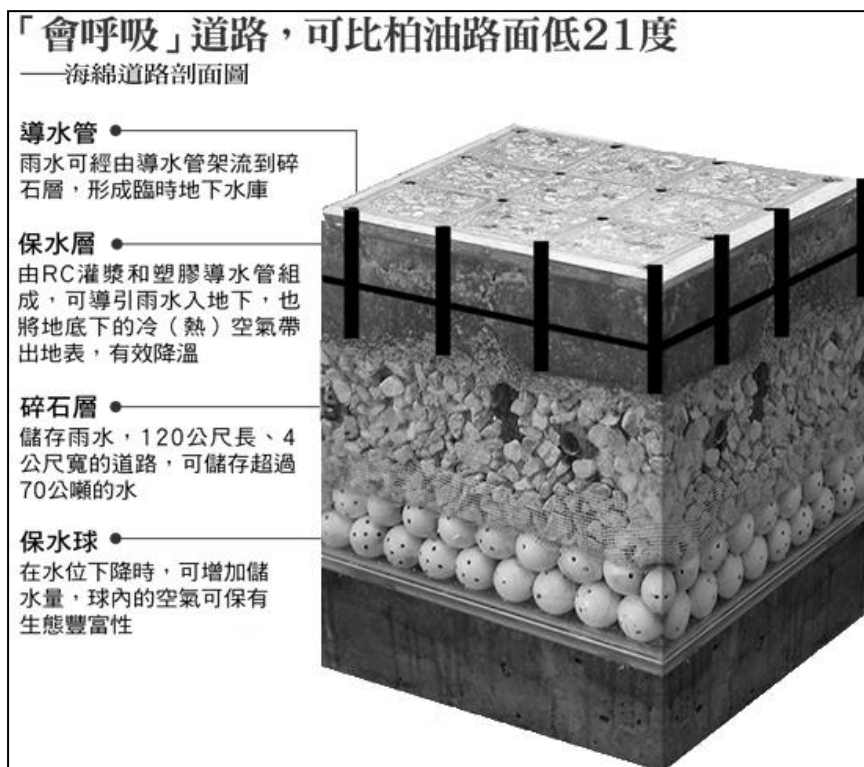 「會呼吸」道路，可比柏油路面低21度
──海綿道路剖面圖
導水管
雨水可經由導水管架流到碎
石層，形成臨時地下水庫
保水層
由RC灌漿和塑膠導水管組
成，可導引雨水入地下，也
將地底下的冷（熱）空氣帶
出地表，有效降溫
碎石層
儲存雨水，120公尺長、4
公尺寬的道路，可儲存超過
70公噸的水
保水球
在水位下降時，可增加儲
水量，球內的空氣可保有
生態豐富性